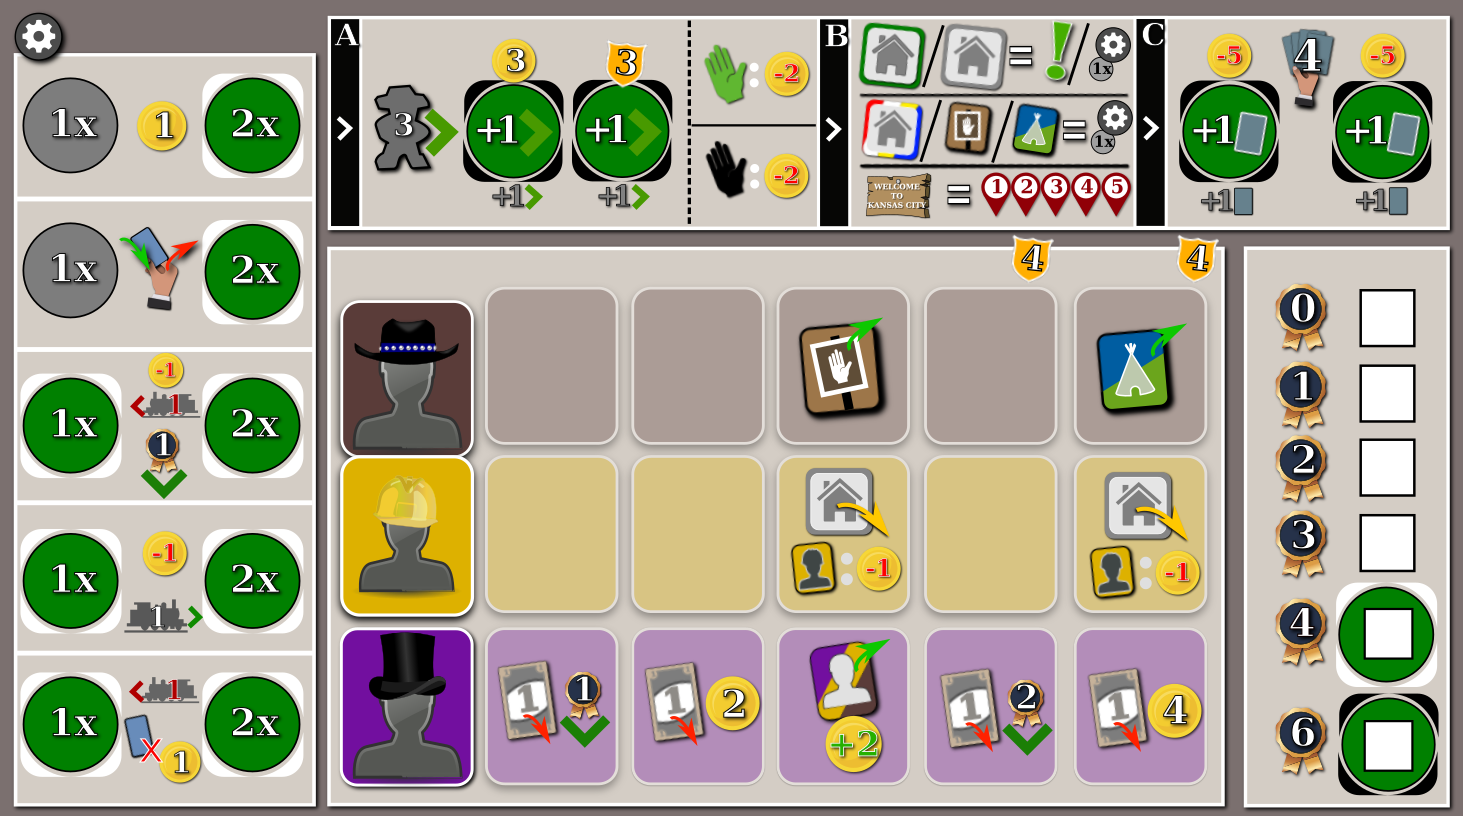 1x 1 2x
1x 2x
1x -1 1 1 2x
1x -1 1 2x
1x 1 X 1 2x
A
3
3 +1 +1
3 +1 +1
-2
-2
B
1x
1x
WELCOME
TO
KANSAS CITY
1 2 3 4 5
C
-5 4 -5
+1 +1
+1 +1
4 4
-1 -1
1 1 1 2 +2 1 2 1 4
0
1
2
3
4
6